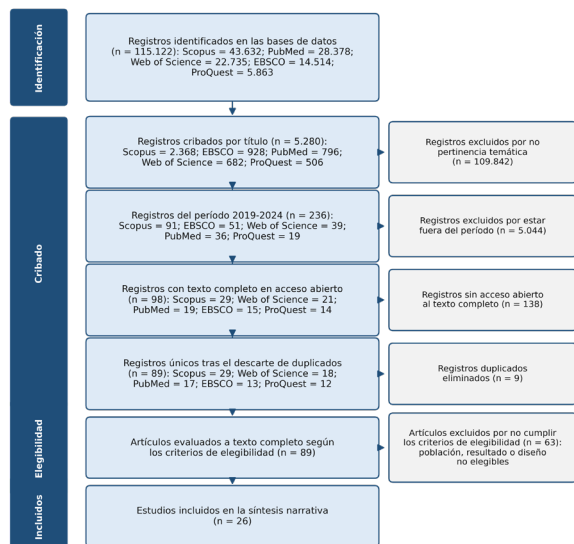 Identificación
Registros identificados en las bases de datos
(n = 115.122): Scopus = 43.632; PubMed = 28.378;
Web of Science = 22.735; EBSCO = 14.514;
ProQuest = 5.863
Cribado
Registros cribados por título (n = 5.280):
Scopus = 2.368; EBSCO = 928; PubMed = 796;
Web of Science = 682; ProQuest = 506
Registros excluidos por no
pertinencia temática
(n = 109.842)
Registros del período 2019-2024 (n = 236):
Scopus = 91; EBSCO = 51; Web of Science = 39;
PubMed = 36; ProQuest = 19
Registros excluidos por estar
fuera del período (n = 5.044)
Registros con texto completo en acceso abierto
(n = 98): Scopus = 29; Web of Science = 21;
PubMed = 19; EBSCO = 15; ProQuest = 14
Registros sin acceso abierto
al texto completo (n = 138)
Registros únicos tras el descarte de duplicados
(n = 89): Scopus = 29; Web of Science = 18;
PubMed = 17; EBSCO = 13; ProQuest = 12
Registros duplicados
eliminados (n = 9)
Elegibilidad
Artículos evaluados a texto completo según
los criterios de elegibilidad (n = 89)
Artículos excluidos por no cumplir
los criterios de elegibilidad (n = 63):
población, resultado o diseño
no elegibles
Incluidos
Estudios incluidos en la síntesis narrativa
(n = 26)